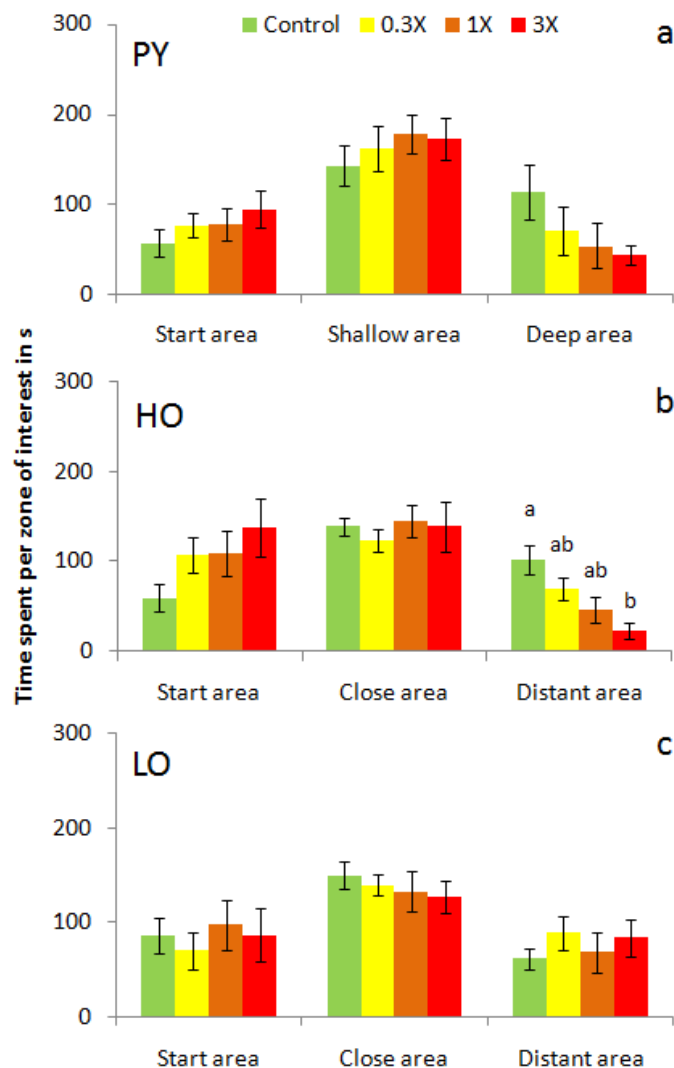 300
Control 0.3X 1X 3X
PY
a
200
100
0
Start area Shallow area Deep area
Time spent per zone of interest in s
300
HO
b
200
a
ab
ab
b
100
0
Start area Close area Distant area
300
LO
c
200
100
0
Start area Close area Distant area